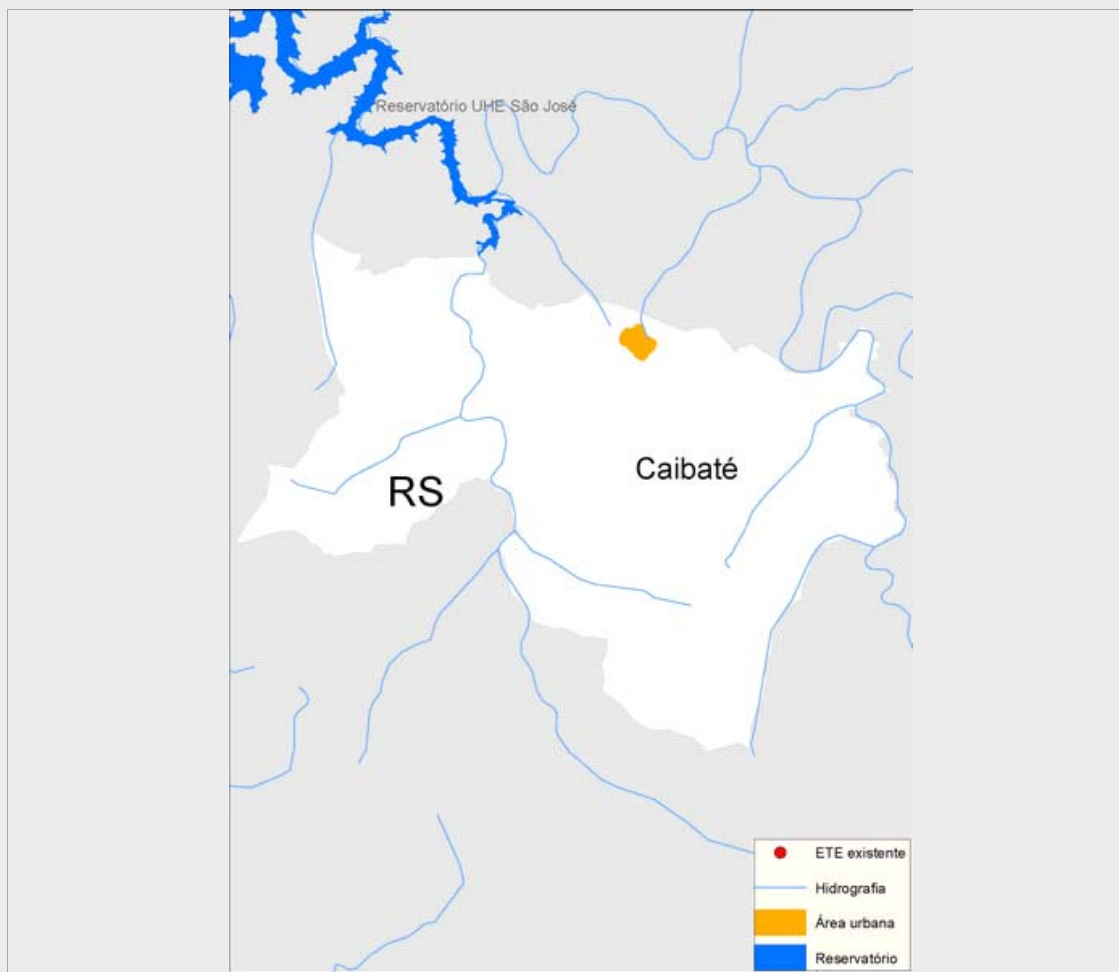 Reservatório UHE São José
Caibaté
RS
ETE existente
Hidrografia
Área urbana
Reservatório